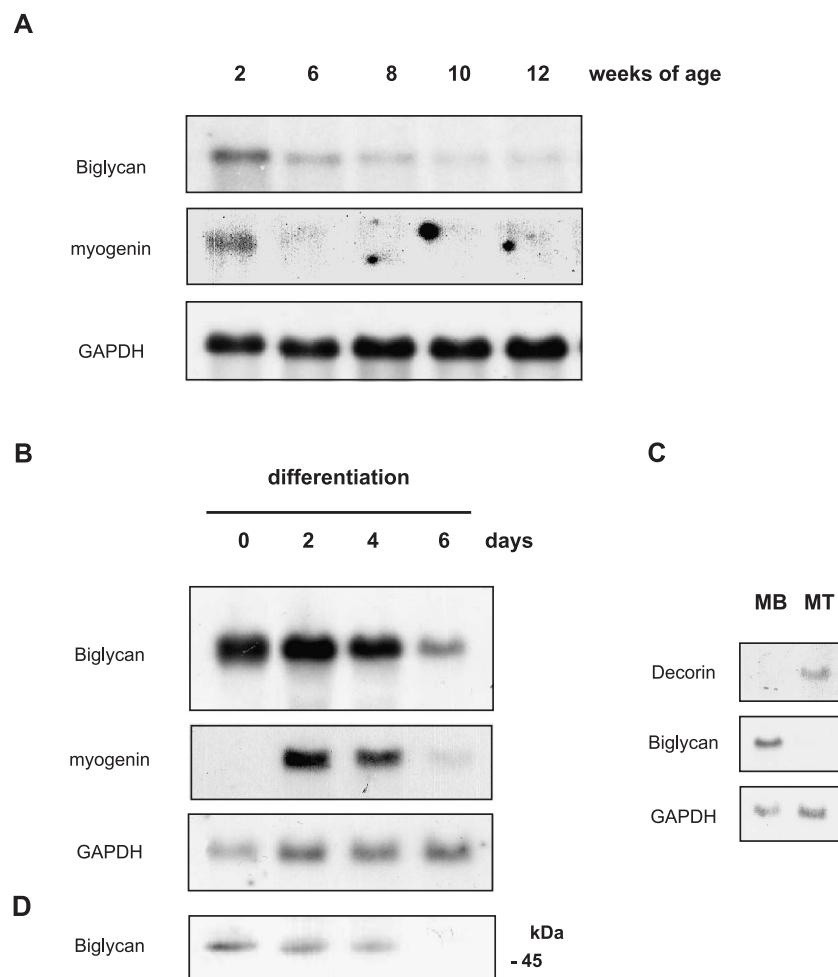 A
2 6 8 10 12 weeks of age
Biglycan
myogenin
GAPDH
B
differentiation
0 2 4 6 days
Biglycan
myogenin
GAPDH
C
MB MT
Decorin
Biglycan
GAPDH
D
Biglycan
kDa
- 45